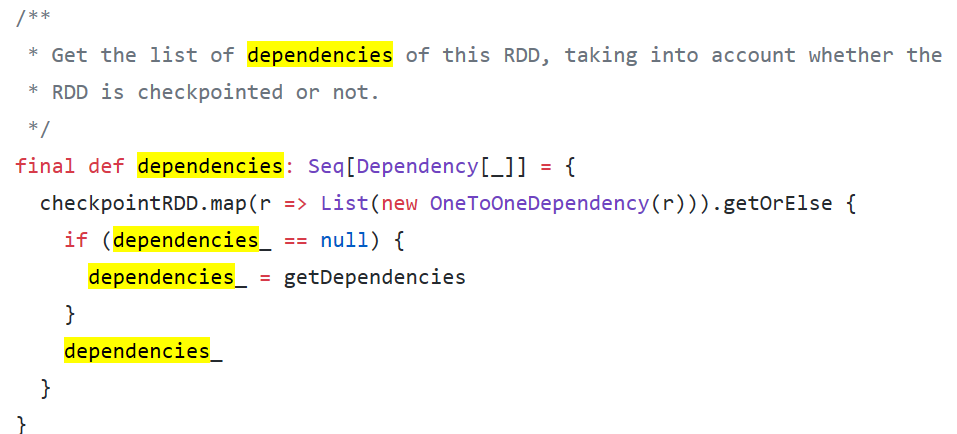 /**
* Get the list of dependencies of this RDD, taking into account whether the
* RDD is checkpointed or not.
*/
final def dependencies: Seq[Dependency[_]] = {
checkpointRDD.map(r => List(new OneToOneDependency(r))).getOrElse {
if (dependencies_ == null) {
dependencies_ = getDependencies
}
dependencies_
}
}